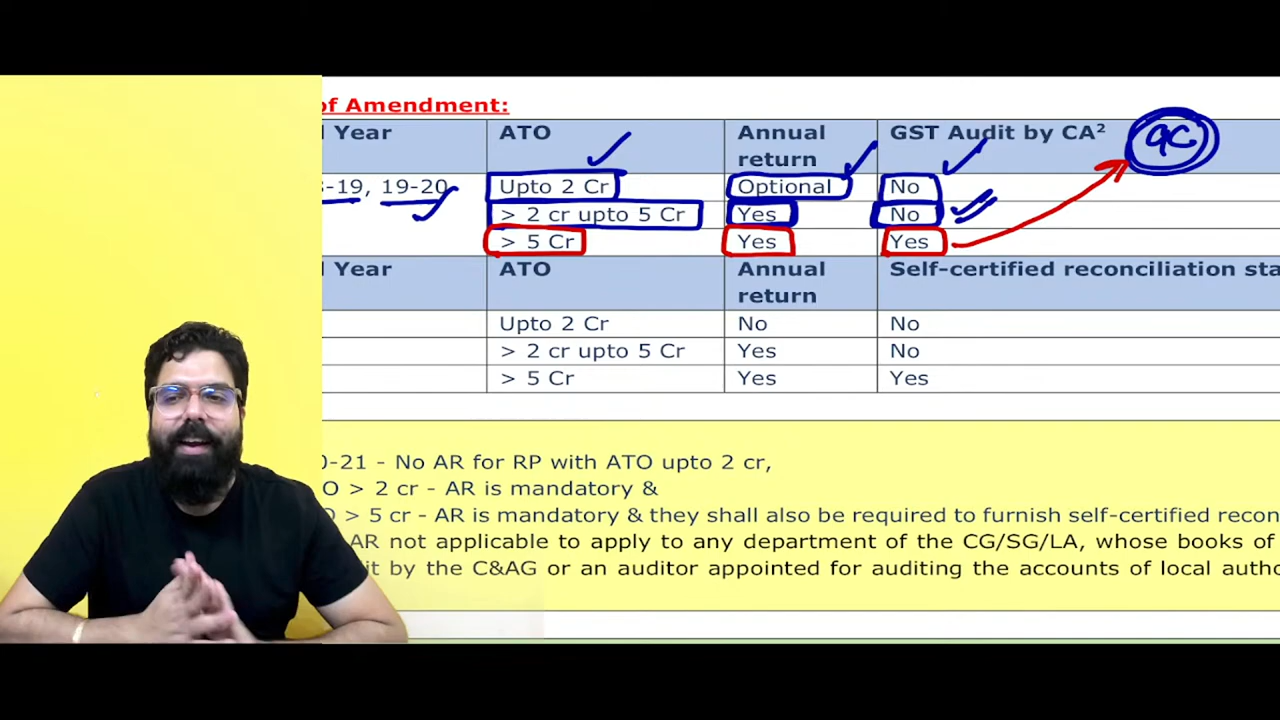 of Amendment:
l Year ATO Annual return GST Audit by CA² 9C
-19, 19-20 Upto 2 Cr Optional No
> 2 cr upto 5 Cr Yes No
> 5 Cr Yes Yes
l Year ATO Annual return Self-certified reconciliation sta
Upto 2 Cr No No
> 2 cr upto 5 Cr Yes No
> 5 Cr Yes Yes
0-21 - No AR for RP with ATO upto 2 cr,
O > 2 cr - AR is mandatory &
O > 5 cr - AR is mandatory & they shall also be required to furnish self-certified recon
AR not applicable to apply to any department of the CG/SG/LA, whose books of
it by the C&AG or an auditor appointed for auditing the accounts of local autho